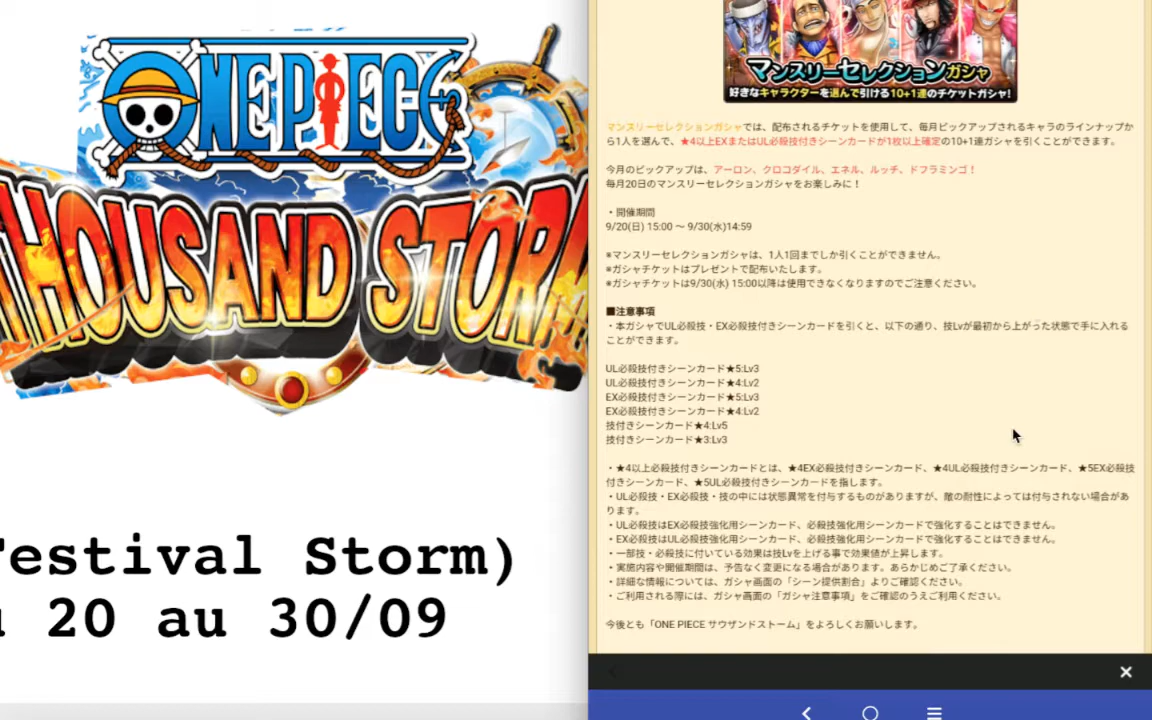 ONE PIECE
THOUSAND STORM
Festival Storm)
20 au 30/09
マンスリーセレクションガシャ
好きなキャラクターを選んで引ける10+1連のチケットガシャ!
マンスリーセレクションガシャでは、配布されるチケットを使用して、毎月ピックアップされるキャラのラインナップか
ら1人を選んで、★4以上EXまたはUL必殺技付きシーンカードが1枚以上確定の10+1連ガシャを引くことができます。
今月のピックアップは、アーロン、クロコダイル、エネル、ルッチ、ドフラミンゴ！
毎月20日のマンスリーセレクションガシャをお楽しみに！
・開催期間
9/20(日) 15:00 〜 9/30(水)14:59
※マンスリーセレクションガシャは、1人1回までしか引くことができません。
※ガシャチケットはプレゼントで配布いたします。
※ガシャチケットは9/30(水) 15:00以降は使用できなくなりますのでご注意ください。
■注意事項
・本ガシャでUL必殺技・EX必殺技付きシーンカードを引くと、以下の通り、技Lvが最初から上がった状態で手に入れる
ことができます。
UL必殺技付きシーンカード★5:Lv3
UL必殺技付きシーンカード★4:Lv2
EX必殺技付きシーンカード★5:Lv3
EX必殺技付きシーンカード★4:Lv2
技付きシーンカード★4:Lv5
技付きシーンカード★3:Lv3
・★4以上必殺技付きシーンカードとは、★4EX必殺技付きシーンカード、★4UL必殺技付きシーンカード、★5EX必殺技
付きシーンカード、★5UL必殺技付きシーンカードを指します。
・UL必殺技・EX必殺技・技の中には状態異常を付与するものがありますが、敵の耐性によっては付与されない場合があ
ります。
・UL必殺技はEX必殺技強化用シーンカード、必殺技強化用シーンカードで強化することはできません。
・EX必殺技はUL必殺技強化用シーンカード、必殺技強化用シーンカードで強化することはできません。
・一部技・必殺技に付いている効果は技Lvを上げる事で効果値が上昇します。
・実施内容や開催期間は、予告なく変更になる場合があります。あらかじめご了承ください。
・詳細な情報については、ガシャ画面の「シーン提供割合」よりご確認ください。
・ご利用される際には、ガシャ画面の「ガシャ注意事項」をご確認のうえご利用ください。
今後とも「ONE PIECE サウザンドストーム」をよろしくお願いします。